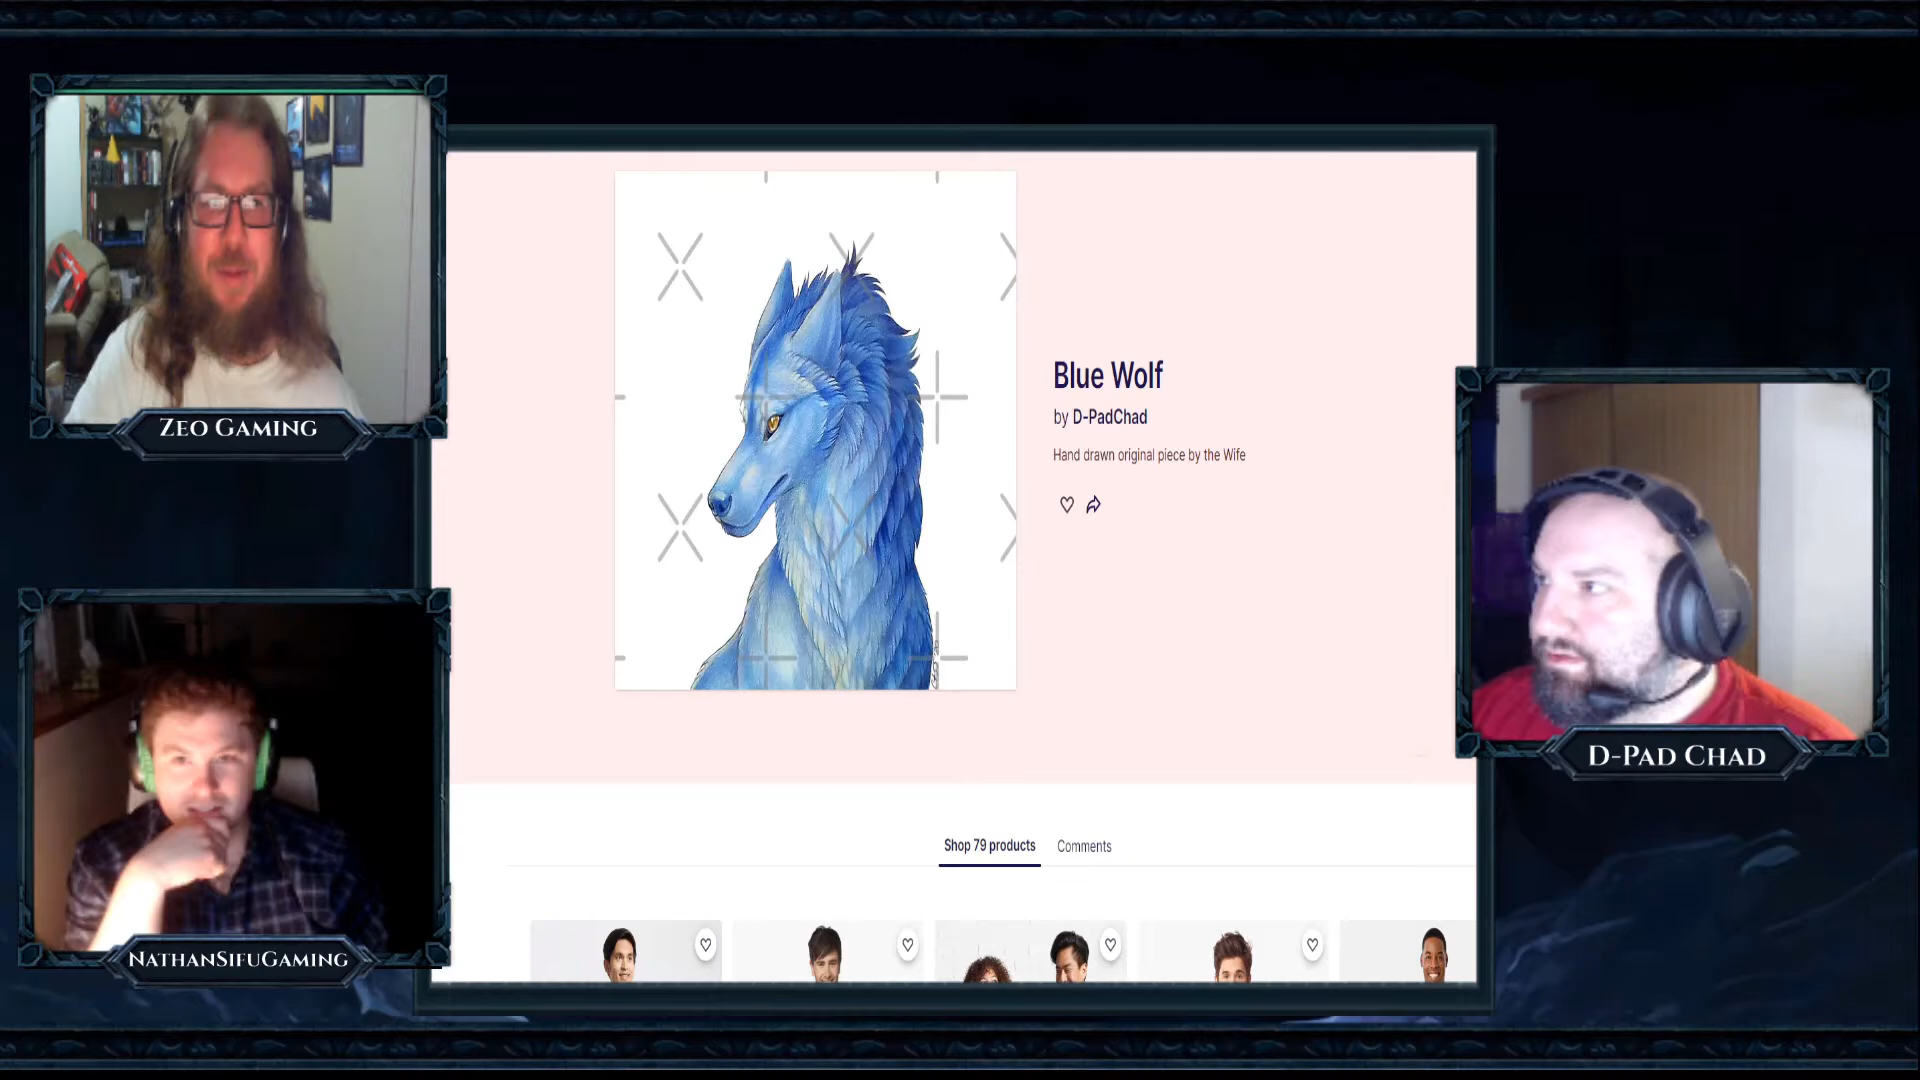 Zeo Gaming
Blue Wolf
by D-PadChad
Hand drawn original piece by the Wife
D-Pad Chad
Shop 79 products
Comments
NathanSifuGaming